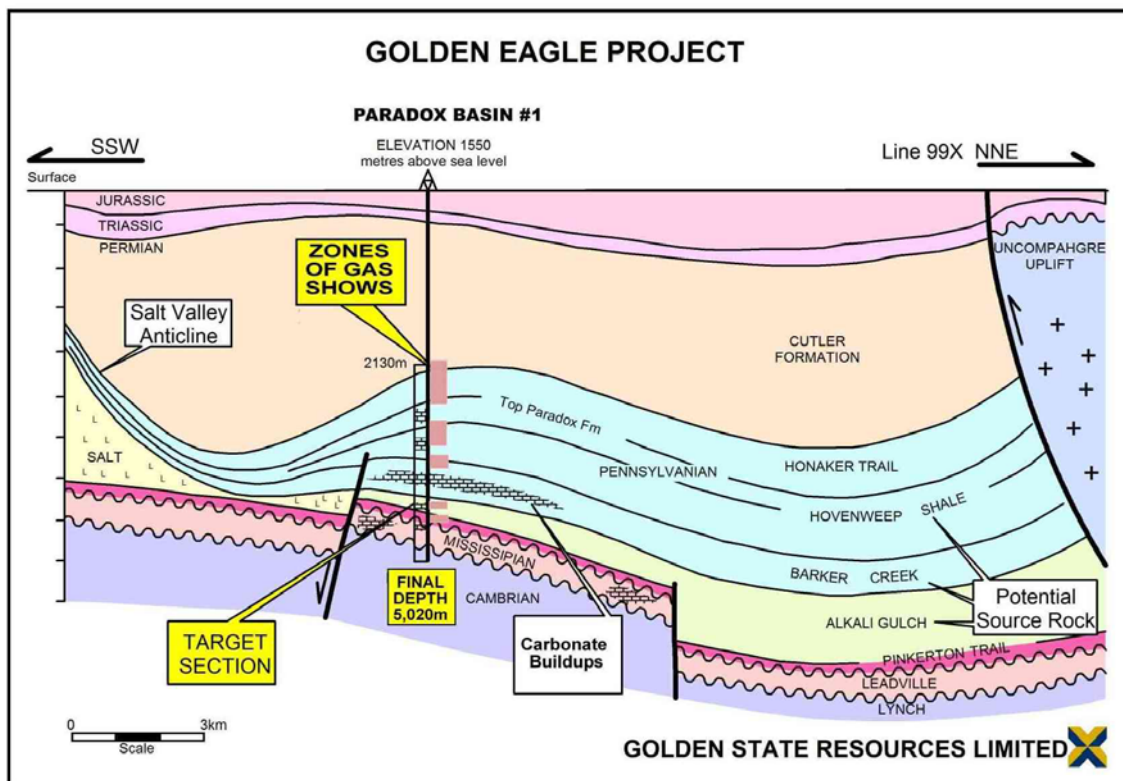 GOLDEN EAGLE PROJECT
PARADOX BASIN #1
ELEVATION 1550
metres above sea level
SSW
Line 99X NNE
Surface
JURASSIC
TRIASSIC
PERMIAN
ZONES
OF GAS
SHOWS
UNCOMPAHGRE
UPLIFT
Salt Valley
Anticline
CUTLER
FORMATION
2130m
Top Paradox Fm
PENNSYLVANIAN
HONAKER TRAIL
SALT
HOVENWEEP SHALE
MISSISSIPIAN
BARKER CREEK
FINAL
DEPTH
5,020m
CAMBRIAN
Potential
Source Rock
ALKALI GULCH
TARGET
SECTION
Carbonate
Buildups
PINKERTON TRAIL
LEADVILLE
LYNCH
0 3km
Scale
GOLDEN STATE RESOURCES LIMITED